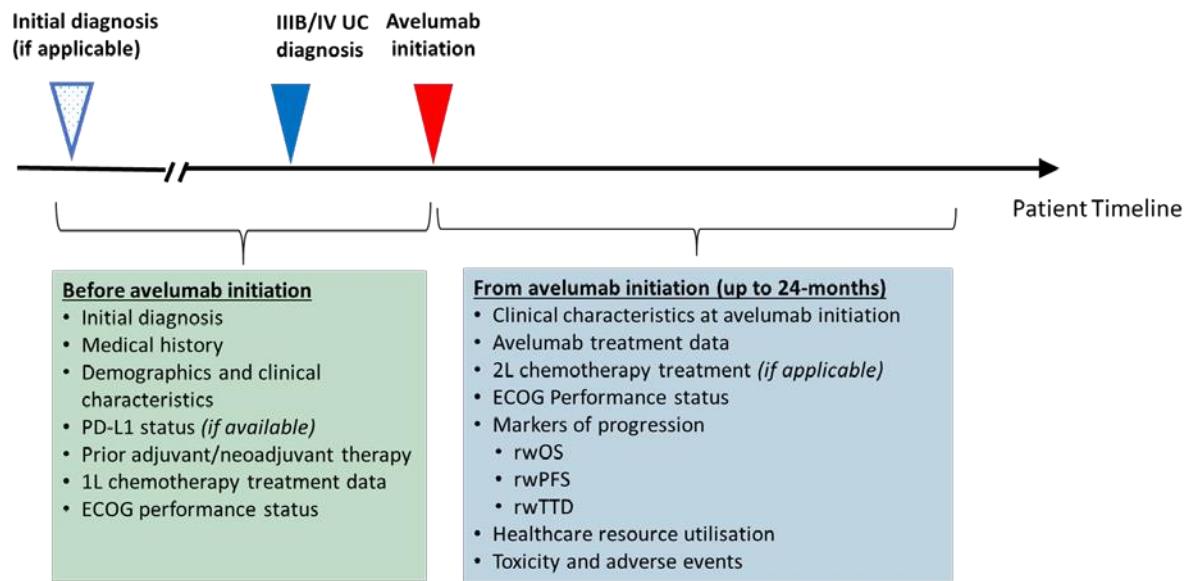 Initial diagnosis
(if applicable)
IIIB/IV UC
diagnosis
Avelumab
initiation
Patient Timeline
Before avelumab initiation
• Initial diagnosis
• Medical history
• Demographics and clinical
characteristics
• PD-L1 status (if available)
• Prior adjuvant/neoadjuvant therapy
• 1L chemotherapy treatment data
• ECOG performance status
From avelumab initiation (up to 24-months)
• Clinical characteristics at avelumab initiation
• Avelumab treatment data
• 2L chemotherapy treatment (if applicable)
• ECOG Performance status
• Markers of progression
• rwOS
• rwPFS
• rwTTD
• Healthcare resource utilisation
• Toxicity and adverse events